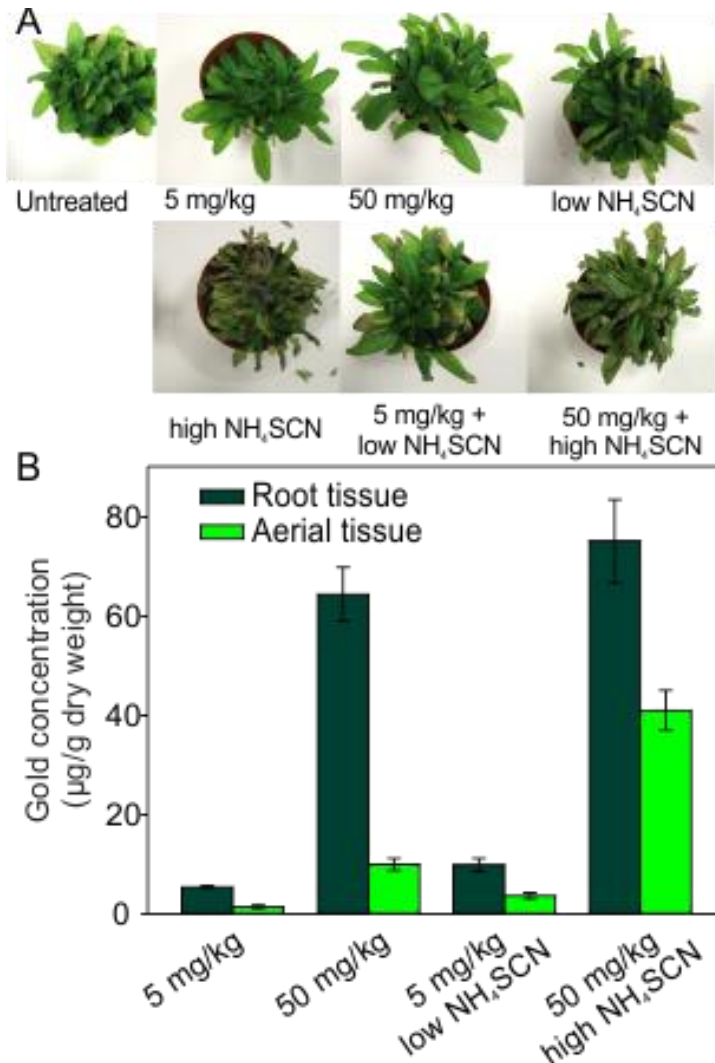 A
Untreated
5 mg/kg
50 mg/kg
low NH₄SCN
high NH₄SCN
5 mg/kg +
low NH₄SCN
50 mg/kg +
high NH₄SCN
B
Root tissue
Aerial tissue
Gold concentration
(µg/g dry weight)
80
60
40
20
0
5 mg/kg
50 mg/kg
5 mg/kg
low NH₄SCN
50 mg/kg
high NH₄SCN